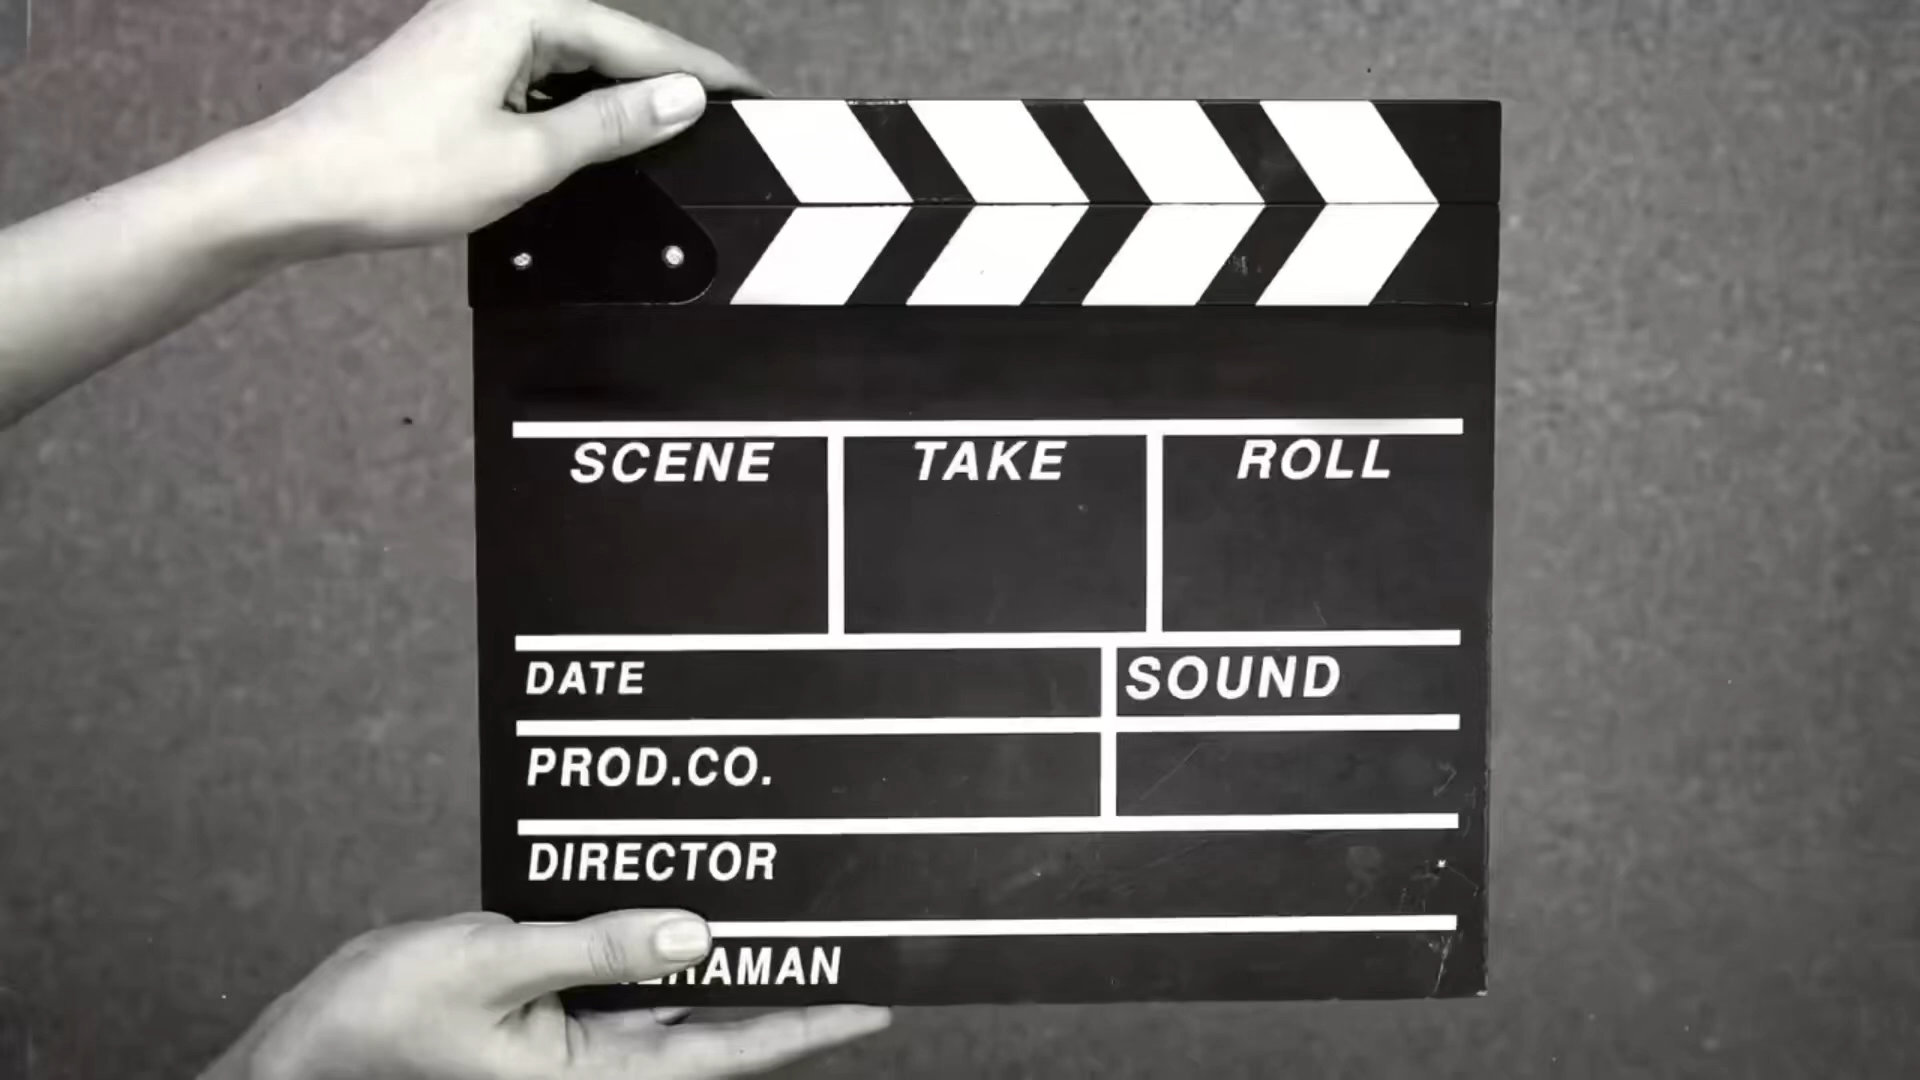 SCENE TAKE ROLL
DATE SOUND
PROD.CO.
DIRECTOR